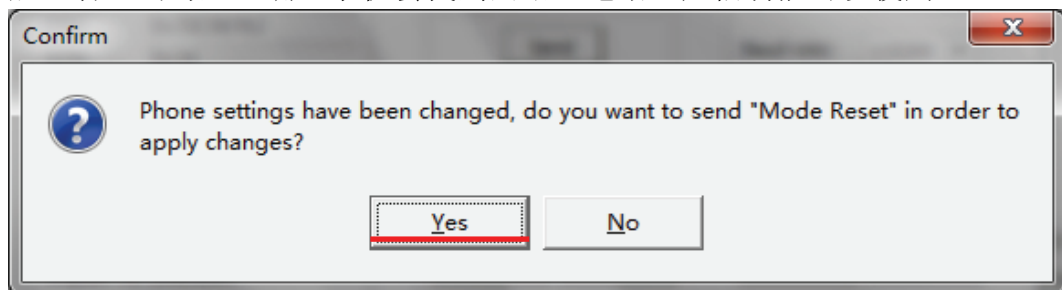 Confirm
Phone settings have been changed, do you want to send "Mode Reset" in order to
apply changes?
Yes
No